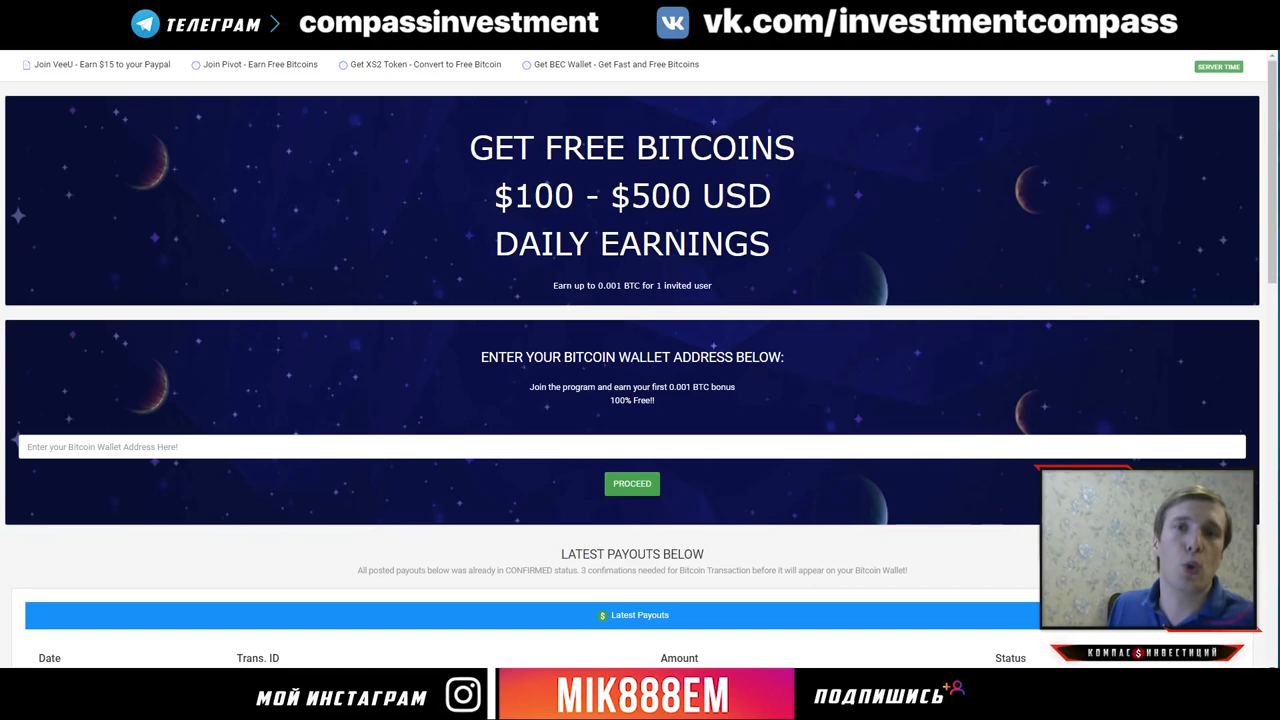 ТЕЛЕГРАМ compassinvestment vk.com/investmentcompass
Join VeeU - Earn $15 to your Paypal Join Pivot - Earn Free Bitcoins Get XS2 Token - Convert to Free Bitcoin Get BEC Wallet - Get Fast and Free Bitcoins SERVER TIME
GET FREE BITCOINS
$100 - $500 USD
DAILY EARNINGS
Earn up to 0.001 BTC for 1 invited user
ENTER YOUR BITCOIN WALLET ADDRESS BELOW:
Join the program and earn your first 0.001 BTC bonus
100% Free!!
Enter your Bitcoin Wallet Address Here!
PROCEED
LATEST PAYOUTS BELOW
All posted payouts below was already in CONFIRMED status. 3 confimations needed for Bitcoin Transaction before it will appear on your Bitcoin Wallet!
$ Latest Payouts
Date Trans. ID Amount Status
КОМПАС $ ИНВЕСТИЦИЙ
МОЙ ИНСТАГРАМ MIK888EM ПОДПИШИСЬ